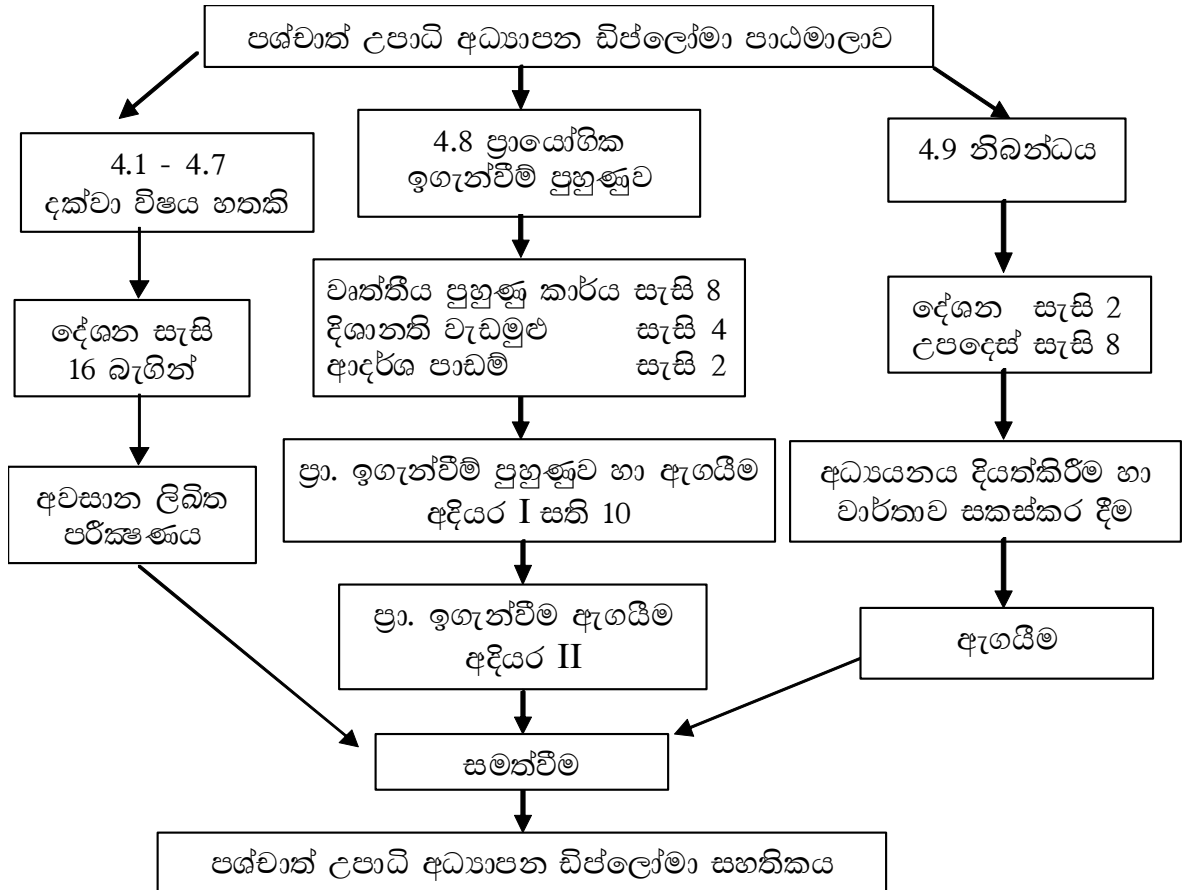 පශ්චාත් උපාධි අධ්‍යාපන ඩිප්ලෝමා පාඨමාලාව
4.1 - 4.7
දක්වා විෂය හතකි
4.8 ප්‍රායෝගික
ඉගැන්වීම් පුහුණුව
4.9 නිබන්ධය
දේශන සැසි
16 බැගින්
වෘත්තීය පුහුණු කාර්ය සැසි 8
දිශානති වැඩමුළු සැසි 4
ආදර්ශ පාඩම් සැසි 2
දේශන සැසි 2
උපදෙස් සැසි 8
අවසාන ලිඛිත
පරීක්‍ෂණය
ප්‍රා. ඉගැන්වීම් පුහුණුව හා ඇගයීම
අදියර I සති 10
අධ්‍යයනය දියත්කිරීම හා
වාර්තාව සකස්කර දීම
ප්‍රා. ඉගැන්වීම ඇගයීම
අදියර II
ඇගයීම
සමත්වීම
පශ්චාත් උපාධි අධ්‍යාපන ඩිප්ලෝමා සහතිකය